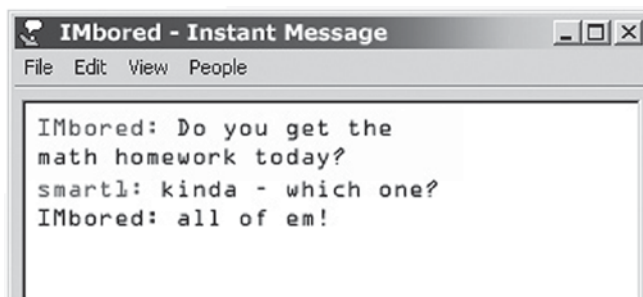 IMbored - Instant Message
File Edit View People
IMbored: Do you get the
math homework today?
smart1: kinda - which one?
IMbored: all of em!